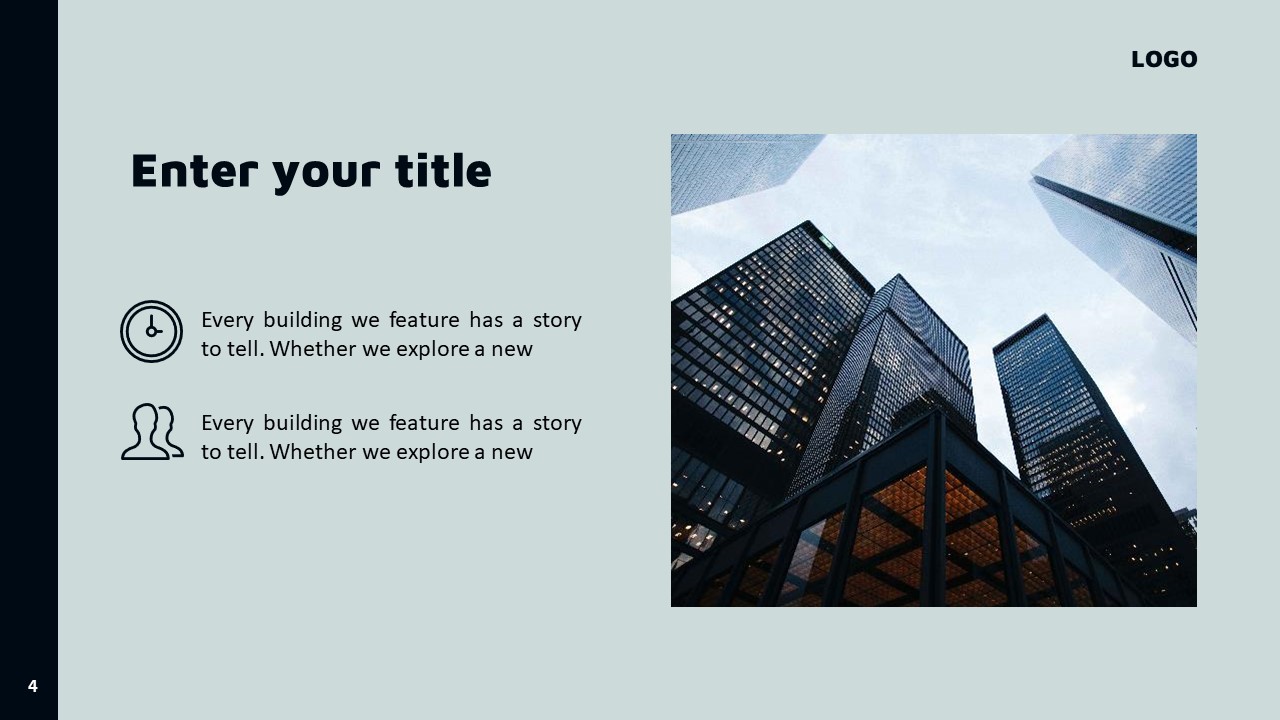 LOGO
Enter your title
Every building we feature has a story
to tell. Whether we explore a new
Every building we feature has a story
to tell. Whether we explore a new
4